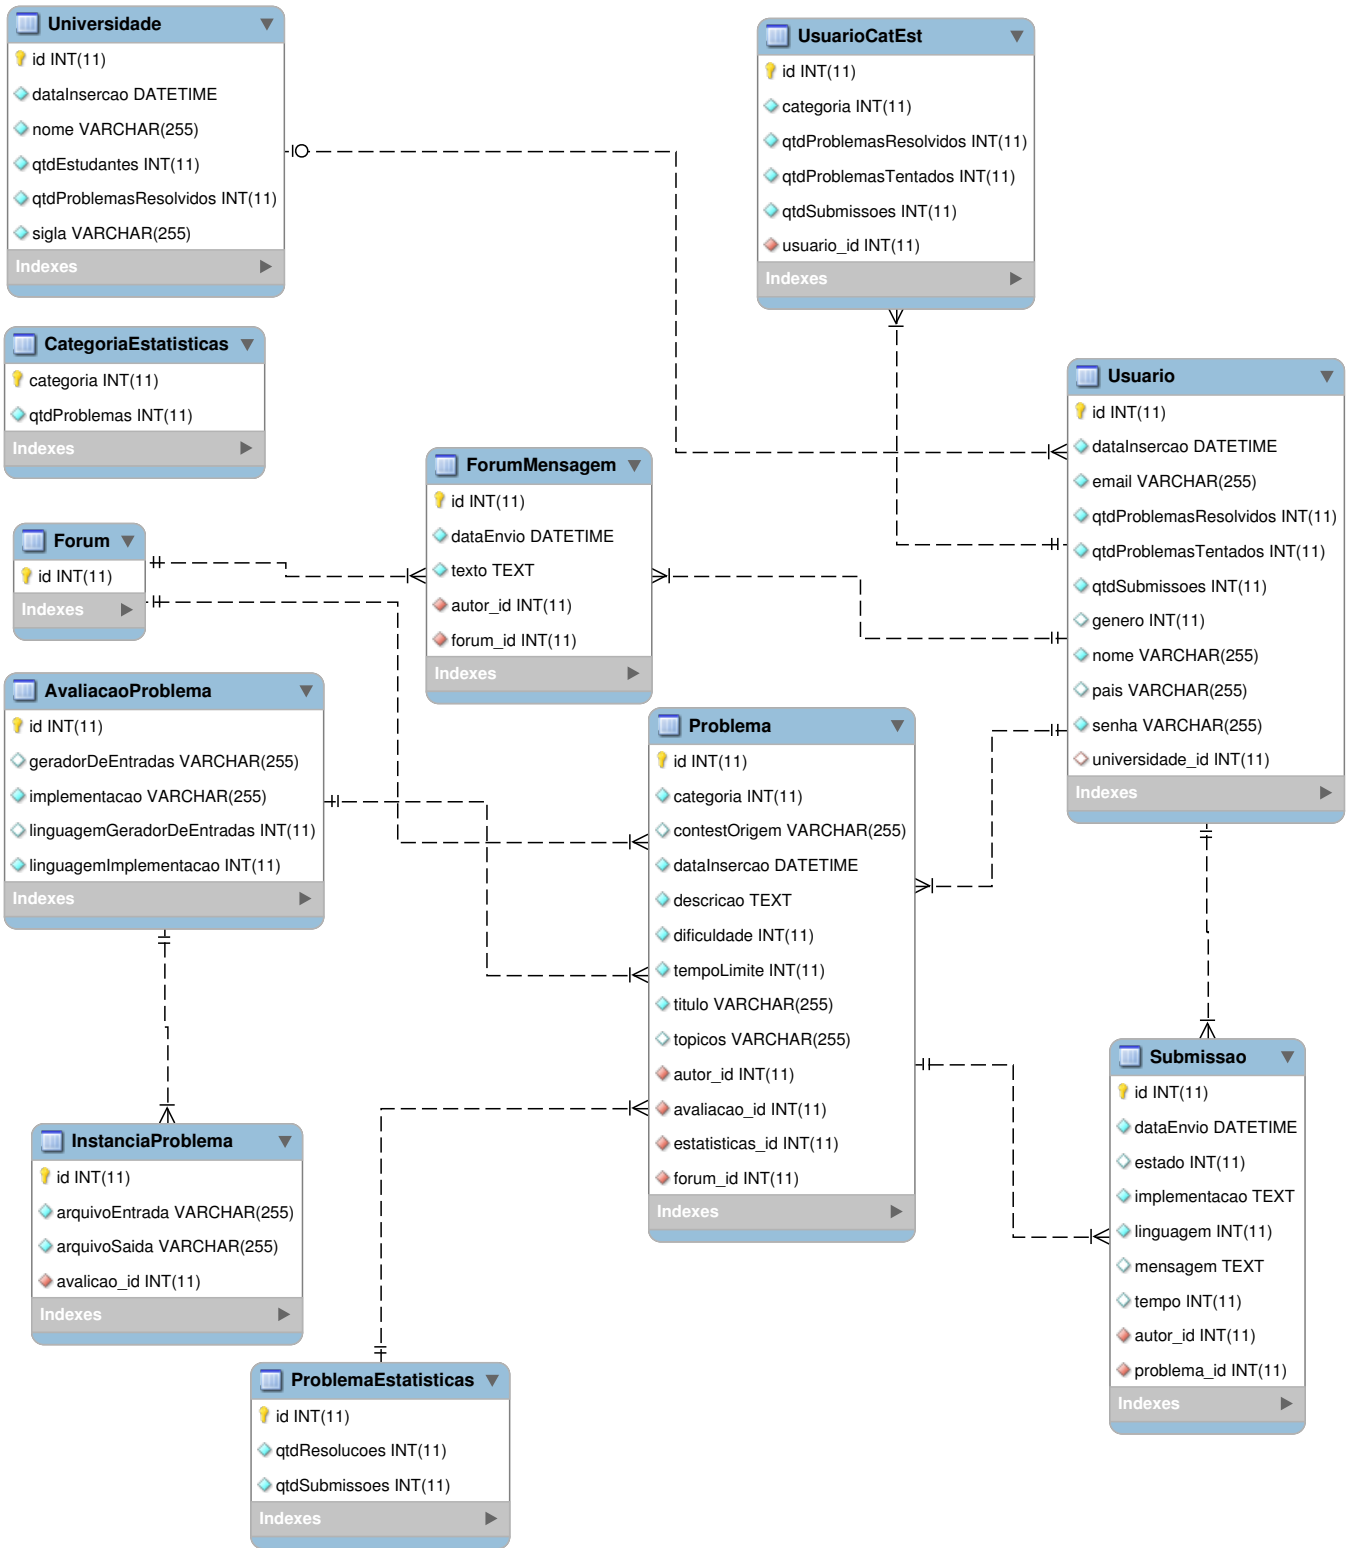 Universidade
id INT(11)
dataInsercao DATETIME
nome VARCHAR(255)
qtdEstudantes INT(11)
qtdProblemasResolvidos INT(11)
sigla VARCHAR(255)
Indexes
UsuarioCatEst
id INT(11)
categoria INT(11)
qtdProblemasResolvidos INT(11)
qtdProblemasTentados INT(11)
qtdSubmissoes INT(11)
usuario_id INT(11)
Indexes
CategoriaEstatisticas
categoria INT(11)
qtdProblemas INT(11)
Indexes
Usuario
id INT(11)
dataInsercao DATETIME
email VARCHAR(255)
qtdProblemasResolvidos INT(11)
qtdProblemasTentados INT(11)
qtdSubmissoes INT(11)
genero INT(11)
nome VARCHAR(255)
pais VARCHAR(255)
senha VARCHAR(255)
universidade_id INT(11)
Indexes
ForumMensagem
id INT(11)
dataEnvio DATETIME
texto TEXT
autor_id INT(11)
forum_id INT(11)
Indexes
Forum
id INT(11)
Indexes
AvaliacaoProblema
id INT(11)
geradorDeEntradas VARCHAR(255)
implementacao VARCHAR(255)
linguagemGeradorDeEntradas INT(11)
linguagemImplementacao INT(11)
Indexes
Problema
id INT(11)
categoria INT(11)
contestOrigem VARCHAR(255)
dataInsercao DATETIME
descricao TEXT
dificuldade INT(11)
tempoLimite INT(11)
titulo VARCHAR(255)
topicos VARCHAR(255)
autor_id INT(11)
avaliacao_id INT(11)
estatisticas_id INT(11)
forum_id INT(11)
Indexes
Submissao
id INT(11)
dataEnvio DATETIME
estado INT(11)
implementacao TEXT
linguagem INT(11)
mensagem TEXT
tempo INT(11)
autor_id INT(11)
problema_id INT(11)
Indexes
InstanciaProblema
id INT(11)
arquivoEntrada VARCHAR(255)
arquivoSaida VARCHAR(255)
avalicao_id INT(11)
Indexes
ProblemaEstatisticas
id INT(11)
qtdResolucoes INT(11)
qtdSubmissoes INT(11)
Indexes